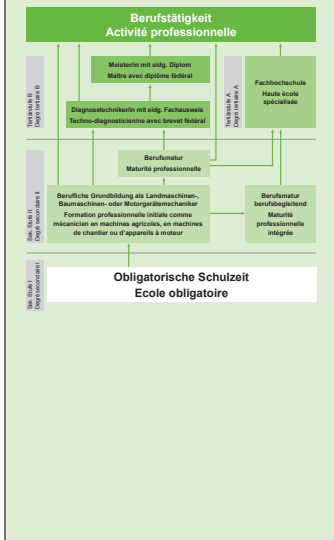 Berufstätigkeit
Activité professionnelle
Tertiärstufe B
Degré tertiaire B
Meister/in mit eidg. Diplom
Maître avec diplôme fédéral
Diagnosetechniker/in mit eidg. Fachausweis
Techno-diagnosticien/ne avec brevet fédéral
Tertiärstufe A
Degré tertiaire A
Fachhochschule
Haute école
spécialisée
Berufsmatur
Maturité professionnelle
Sek. Stufe II
Degré secondaire II
Berufliche Grundbildung als Landmaschinen-,
Baumaschinen- oder Motorgerätemechaniker
Formation professionnelle initiale comme
mécanicien en machines agricoles, en machines
de chantier ou d'appareils à moteur
Berufsmatur
berufsbegleitend
Maturité
professionnelle
intégrée
Sek. Stufe I
Degré secondaire I
Obligatorische Schulzeit
Ecole obligatoire